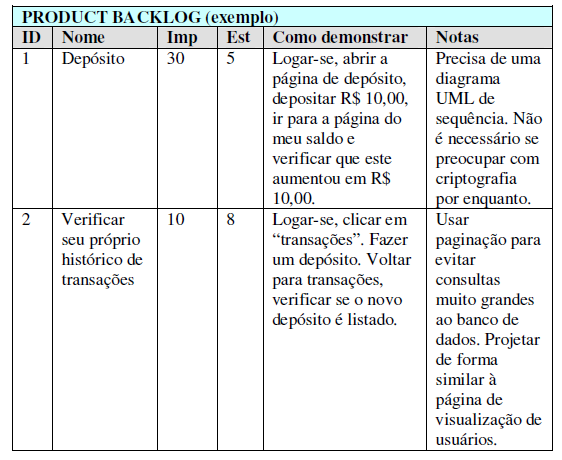 PRODUCT BACKLOG (exemplo)
ID Nome Imp Est Como demonstrar Notas
1 Depósito 30 5 Logar-se, abrir a página de depósito, depositar R$ 10,00, ir para a página do meu saldo e verificar que este aumentou em R$ 10,00. Precisa de uma diagrama UML de sequência. Não é necessário se preocupar com criptografia por enquanto.
2 Verificar seu próprio histórico de transações 10 8 Logar-se, clicar em “transações”. Fazer um depósito. Voltar para transações, verificar se o novo depósito é listado. Usar paginação para evitar consultas muito grandes ao banco de dados. Projetar de forma similar à página de visualização de usuários.